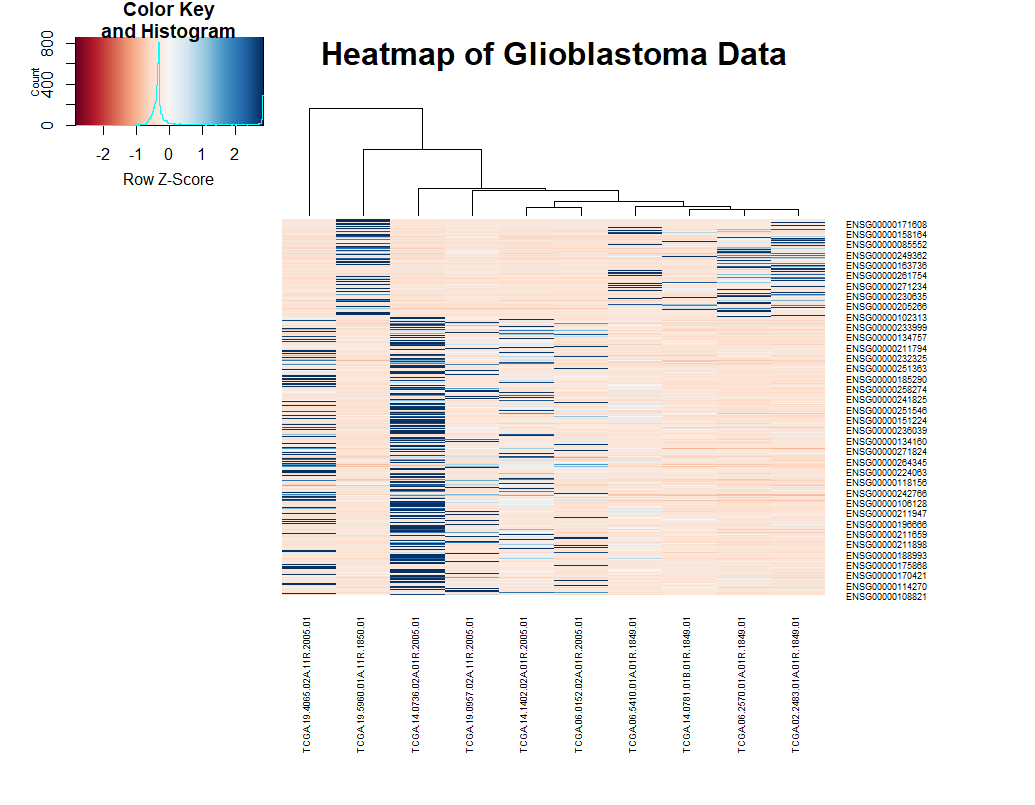 Color Key
and Histogram
Heatmap of Glioblastoma Data
Count
0 400 800
-2 -1 0 1 2
Row Z-Score
ENSG00000171608
ENSG00000158164
ENSG00000085552
ENSG00000249362
ENSG00000163736
ENSG00000261754
ENSG00000271234
ENSG00000230635
ENSG00000205266
ENSG00000102313
ENSG00000233999
ENSG00000134757
ENSG00000211794
ENSG00000232325
ENSG00000251363
ENSG00000185290
ENSG00000258274
ENSG00000241825
ENSG00000251546
ENSG00000151224
ENSG00000236039
ENSG00000134160
ENSG00000271824
ENSG00000264345
ENSG00000224063
ENSG00000118156
ENSG00000242766
ENSG00000106128
ENSG00000211947
ENSG00000196666
ENSG00000211659
ENSG00000211898
ENSG00000188993
ENSG00000175868
ENSG00000170421
ENSG00000114270
ENSG00000108821
TCGA.19.4065.02A.11R.2005.01
TCGA.19.5960.01A.11R.1850.01
TCGA.14.0736.02A.01R.2005.01
TCGA.19.0957.02A.11R.2005.01
TCGA.14.1402.02A.01R.2005.01
TCGA.06.0152.02A.01R.2005.01
TCGA.06.5410.01A.01R.1849.01
TCGA.14.0781.01B.01R.1849.01
TCGA.06.2570.01A.01R.1849.01
TCGA.02.2483.01A.01R.1849.01